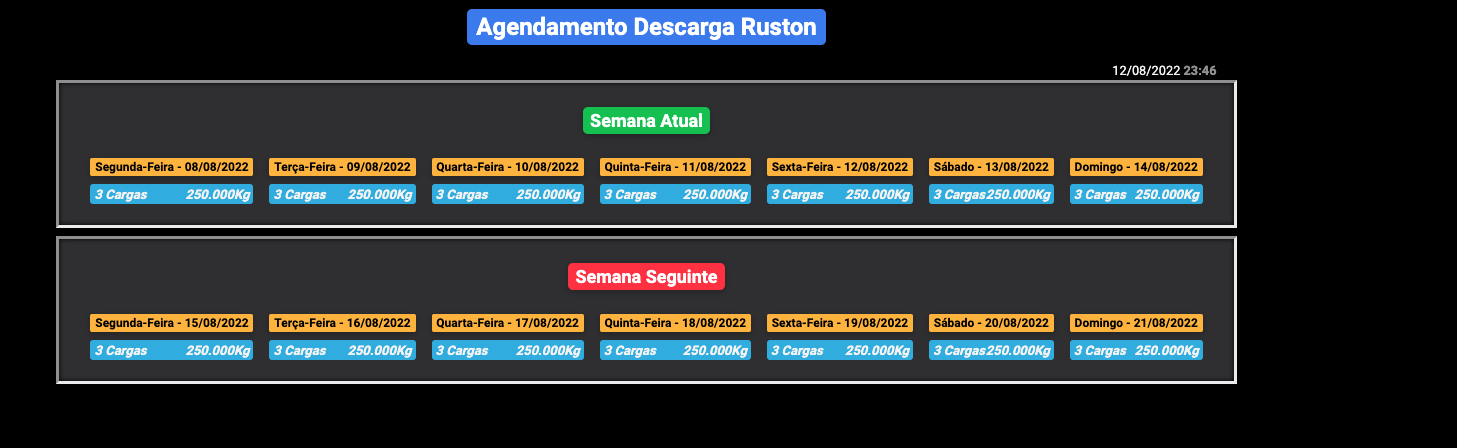 Agendamento Descarga Ruston
12/08/2022 23:46
Semana Atual
Segunda-Feira - 08/08/2022 Terça-Feira - 09/08/2022 Quarta-Feira - 10/08/2022 Quinta-Feira - 11/08/2022 Sexta-Feira - 12/08/2022 Sábado - 13/08/2022 Domingo - 14/08/2022
3 Cargas 250.000Kg 3 Cargas 250.000Kg 3 Cargas 250.000Kg 3 Cargas 250.000Kg 3 Cargas 250.000Kg 3 Cargas250.000Kg 3 Cargas 250.000Kg
Semana Seguinte
Segunda-Feira - 15/08/2022 Terça-Feira - 16/08/2022 Quarta-Feira - 17/08/2022 Quinta-Feira - 18/08/2022 Sexta-Feira - 19/08/2022 Sábado - 20/08/2022 Domingo - 21/08/2022
3 Cargas 250.000Kg 3 Cargas 250.000Kg 3 Cargas 250.000Kg 3 Cargas 250.000Kg 3 Cargas 250.000Kg 3 Cargas250.000Kg 3 Cargas 250.000Kg